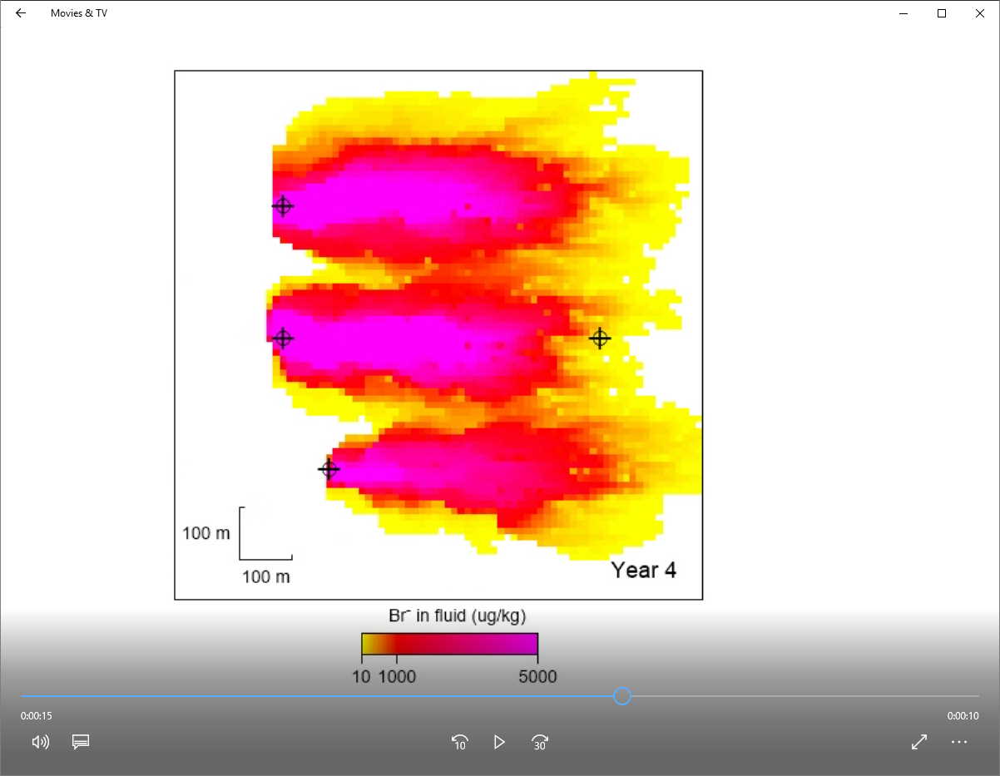 Movies & TV
100 m
100 m
Year 4
Br⁻ in fluid (ug/kg)
10 1000 5000
0:00:15 0:00:10
10 30